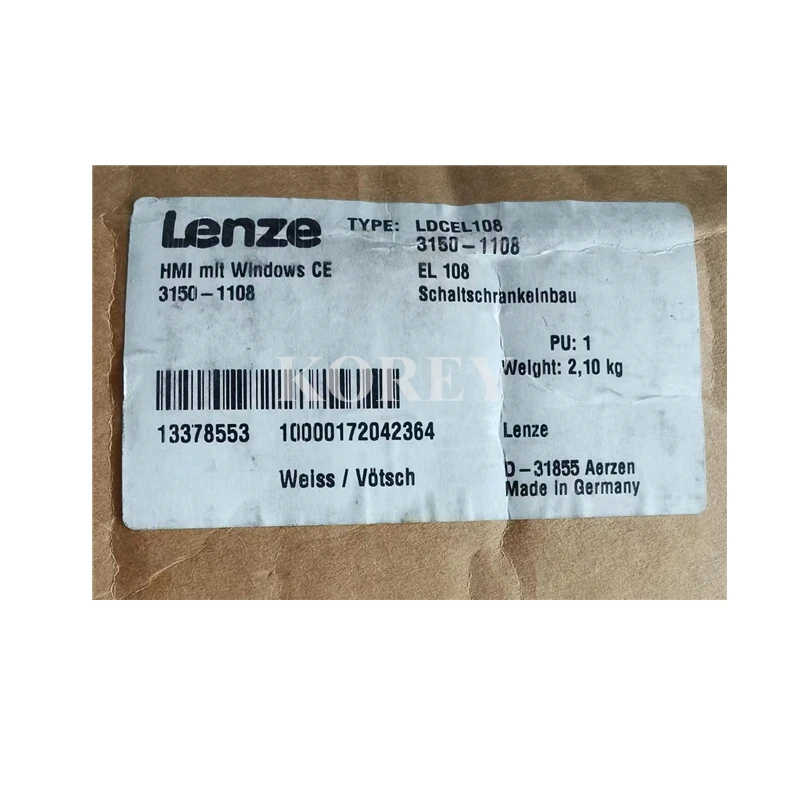 Lenze
TYPE: LDCEL108
3150-1108
HMI mit Windows CE
3150-1108
EL 108
Schaltschrankeinbau
PU: 1
Weight: 2,10 kg
KOREY
13378553 10000172042364
Weiss / Vötsch
Lenze
D-31855 Aerzen
Made in Germany